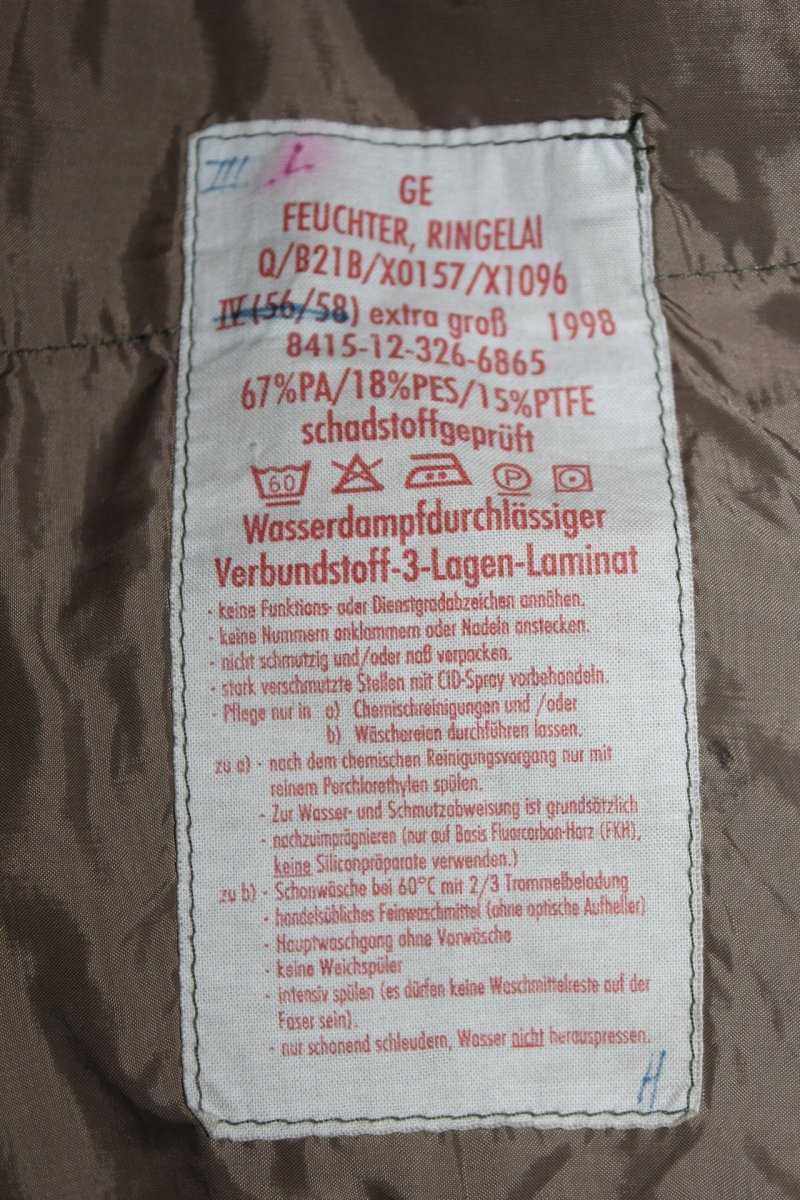 III L
GE
FEUCHTER, RINGELAI
Q/B21B/X0157/X1096
IV (56/58) extra groß 1998
8415-12-326-6865
67%PA/18%PES/15%PTFE
schadstoffgeprüft
60 P
Wasserdampfdurchlässiger
Verbundstoff-3-Lagen-Laminat
- keine Funktions- oder Dienstgradabzeichen annähen.
- keine Nummern anklammern oder Nadeln anstecken.
- nicht schmutzig und/oder naß verpacken.
- stark verschmutzte Stellen mit CID-Spray vorbehandeln.
- Pflege nur in a) Chemischreinigungen und /oder
b) Wäschereien durchführen lassen.
zu a) - nach dem chemischen Reinigungsvorgang nur mit
reinem Perchlorethylen spülen.
- Zur Wasser- und Schmutzabweisung ist grundsätzlich
- nachzuimprägnieren (nur auf Basis Fluorcarbon-Harz (FKH),
keine Siliconpräparate verwenden.)
zu b) - Schonwäsche bei 60°C mit 2/3 Trommelbeladung
- handelsübliches Feinwaschmittel (ohne optische Aufheller)
- Hauptwaschgang ohne Vorwäsche
- keine Weichspüler
- intensiv spülen (es dürfen keine Waschmittelreste auf der
Faser sein).
- nur schonend schleudern, Wasser nicht herauspressen.
H